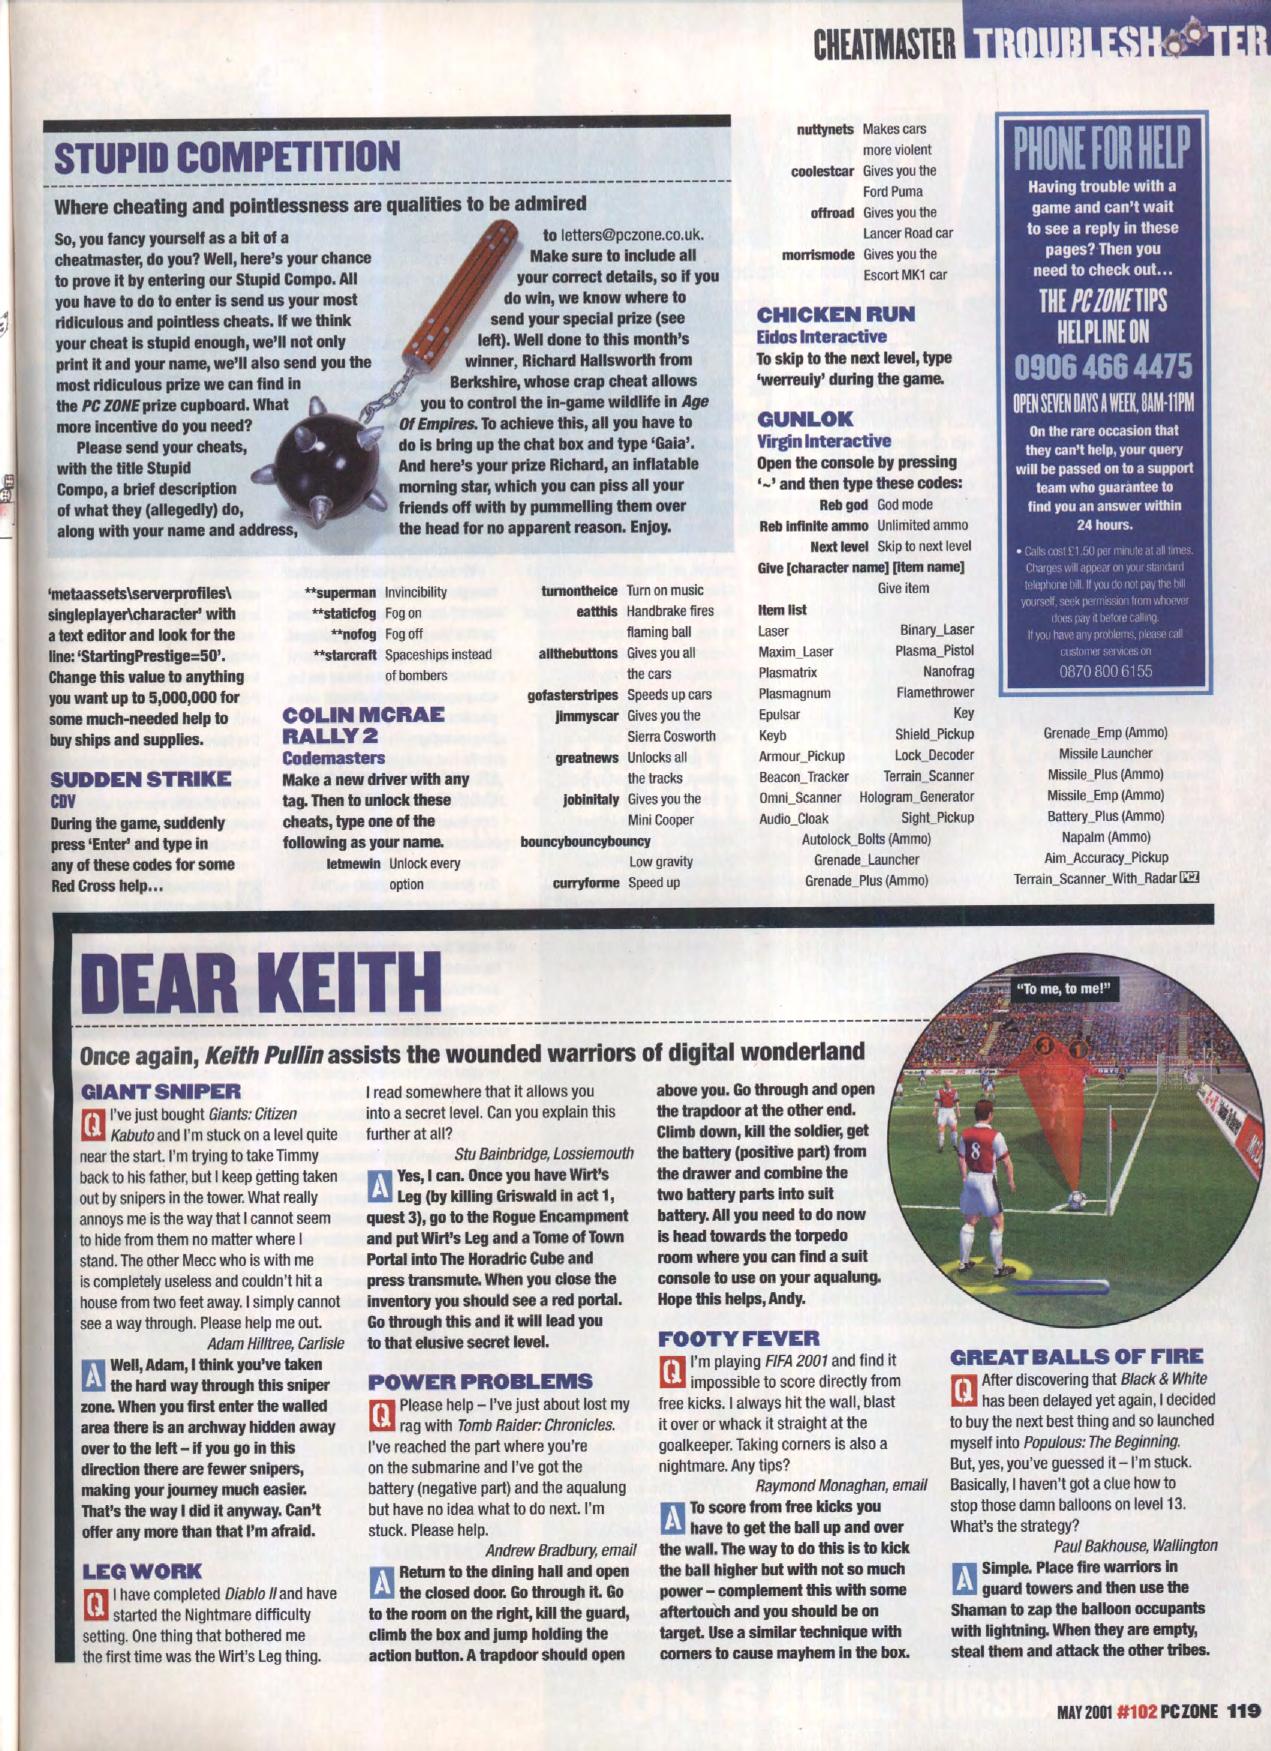 CHEATMASTER TROUBLESHOOTER
STUPID COMPETITION
Where cheating and pointlessness are qualities to be admired
So, you fancy yourself as a bit of a
cheatmaster, do you? Well, here's your chance
to prove it by entering our Stupid Compo. All
you have to do to enter is send us your most
ridiculous and pointless cheats. If we think
your cheat is stupid enough, we'll not only
print it and your name, we'll also send you the
most ridiculous prize we can find in
the PC ZONE prize cupboard. What
more incentive do you need?
Please send your cheats,
with the title Stupid
Compo, a brief description
of what they (allegedly) do,
along with your name and address,
to letters@pczone.co.uk.
Make sure to include all
your correct details, so if you
do win, we know where to
send your special prize (see
left). Well done to this month's
winner, Richard Hallsworth from
Berkshire, whose crap cheat allows
you to control the in-game wildlife in Age
Of Empires. To achieve this, all you have to
do is bring up the chat box and type 'Gaia'.
And here's your prize Richard, an inflatable
morning star, which you can piss all your
friends off with by pummelling them over
the head for no apparent reason. Enjoy.
'metaassets\serverprofiles\
singleplayer\character' with
a text editor and look for the
line: 'StartingPrestige=50'.
Change this value to anything
you want up to 5,000,000 for
some much-needed help to
buy ships and supplies.
SUDDEN STRIKE
CDV
During the game, suddenly
press 'Enter' and type in
any of these codes for some
Red Cross help...
**superman Invincibility
**staticfog Fog on
**nofog Fog off
**starcraft Spaceships instead
of bombers
COLIN MCRAE
RALLY 2
Codemasters
Make a new driver with any
tag. Then to unlock these
cheats, type one of the
following as your name.
letmewin Unlock every
option
turnontheice Turn on music
eatthis Handbrake fires
flaming ball
allthebuttons Gives you all
the cars
gofasterstripes Speeds up cars
jimmyscar Gives you the
Sierra Cosworth
greatnews Unlocks all
the tracks
jobinitaly Gives you the
Mini Cooper
bouncybouncybouncy
Low gravity
curryforme Speed up
nuttynets Makes cars
more violent
coolestcar Gives you the
Ford Puma
offroad Gives you the
Lancer Road car
morrismode Gives you the
Escort MK1 car
CHICKEN RUN
Eidos Interactive
To skip to the next level, type
'werreuiy' during the game.
GUNLOK
Virgin Interactive
Open the console by pressing
'~' and then type these codes:
Reb god God mode
Reb infinite ammo Unlimited ammo
Next level Skip to next level
Give [character name] [item name]
Give item
Item list
Laser Binary_Laser
Maxim_Laser Plasma_Pistol
Plasmatrix Nanofrag
Plasmagnum Flamethrower
Epulsar Key
Keyb Shield_Pickup
Armour_Pickup Lock_Decoder
Beacon_Tracker Terrain_Scanner
Omni_Scanner Hologram_Generator
Audio_Cloak Sight_Pickup
Autolock_Bolts (Ammo)
Grenade_Launcher
Grenade_Plus (Ammo)
Grenade_Emp (Ammo)
Missile Launcher
Missile_Plus (Ammo)
Missile_Emp (Ammo)
Battery_Plus (Ammo)
Napalm (Ammo)
Aim_Accuracy_Pickup
Terrain_Scanner_With_Radar PCZ
PHONE FOR HELP
Having trouble with a
game and can't wait
to see a reply in these
pages? Then you
need to check out...
THE PC ZONE TIPS
HELPLINE ON
0906 466 4475
OPEN SEVEN DAYS A WEEK, 8AM-11PM
On the rare occasion that
they can't help, your query
will be passed on to a support
team who guarantee to
find you an answer within
24 hours.
• Calls cost £1.50 per minute at all times.
Charges will appear on your standard
telephone bill. If you do not pay the bill
yourself, seek permission from whoever
does pay it before calling.
If you have any problems, please call
customer services on
0870 800 6155
DEAR KEITH
Once again, Keith Pullin assists the wounded warriors of digital wonderland
GIANT SNIPER
Q I've just bought Giants: Citizen
Kabuto and I'm stuck on a level quite
near the start. I'm trying to take Timmy
back to his father, but I keep getting taken
out by snipers in the tower. What really
annoys me is the way that I cannot seem
to hide from them no matter where I
stand. The other Mecc who is with me
is completely useless and couldn't hit a
house from two feet away. I simply cannot
see a way through. Please help me out.
Adam Hilltree, Carlisle
A Well, Adam, I think you've taken
the hard way through this sniper
zone. When you first enter the walled
area there is an archway hidden away
over to the left – if you go in this
direction there are fewer snipers,
making your journey much easier.
That's the way I did it anyway. Can't
offer any more than that I'm afraid.
LEG WORK
Q I have completed Diablo II and have
started the Nightmare difficulty
setting. One thing that bothered me
the first time was the Wirt's Leg thing.
I read somewhere that it allows you
into a secret level. Can you explain this
further at all?
Stu Bainbridge, Lossiemouth
A Yes, I can. Once you have Wirt's
Leg (by killing Griswald in act 1,
quest 3), go to the Rogue Encampment
and put Wirt's Leg and a Tome of Town
Portal into The Horadric Cube and
press transmute. When you close the
inventory you should see a red portal.
Go through this and it will lead you
to that elusive secret level.
POWER PROBLEMS
Q Please help – I've just about lost my
rag with Tomb Raider: Chronicles.
I've reached the part where you're
on the submarine and I've got the
battery (negative part) and the aqualung
but have no idea what to do next. I'm
stuck. Please help.
Andrew Bradbury, email
A Return to the dining hall and open
the closed door. Go through it. Go
to the room on the right, kill the guard,
climb the box and jump holding the
action button. A trapdoor should open
above you. Go through and open
the trapdoor at the other end.
Climb down, kill the soldier, get
the battery (positive part) from
the drawer and combine the
two battery parts into suit
battery. All you need to do now
is head towards the torpedo
room where you can find a suit
console to use on your aqualung.
Hope this helps, Andy.
FOOTY FEVER
Q I'm playing FIFA 2001 and find it
impossible to score directly from
free kicks. I always hit the wall, blast
it over or whack it straight at the
goalkeeper. Taking corners is also a
nightmare. Any tips?
Raymond Monaghan, email
A To score from free kicks you
have to get the ball up and over
the wall. The way to do this is to kick
the ball higher but with not so much
power – complement this with some
aftertouch and you should be on
target. Use a similar technique with
corners to cause mayhem in the box.
"To me, to me!"
3 1
8
GREAT BALLS OF FIRE
Q After discovering that Black & White
has been delayed yet again, I decided
to buy the next best thing and so launched
myself into Populous: The Beginning.
But, yes, you've guessed it – I'm stuck.
Basically, I haven't got a clue how to
stop those damn balloons on level 13.
What's the strategy?
Paul Bakhouse, Wallington
A Simple. Place fire warriors in
guard towers and then use the
Shaman to zap the balloon occupants
with lightning. When they are empty,
steal them and attack the other tribes.
MAY 2001 #102 PC ZONE 119